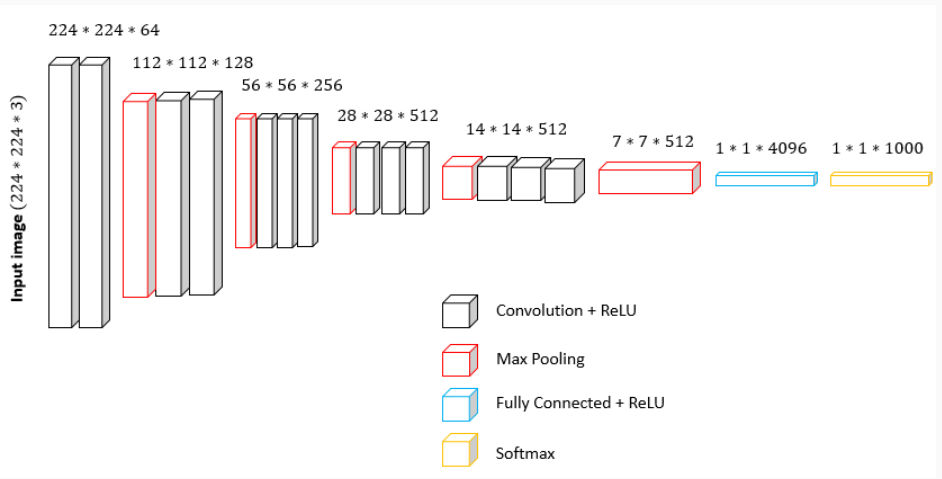 224 * 224 * 64
112 * 112 * 128
56 * 56 * 256
28 * 28 * 512
14 * 14 * 512
7 * 7 * 512
1 * 1 * 4096
1 * 1 * 1000
Input image (224 * 224 * 3)
Convolution + ReLU
Max Pooling
Fully Connected + ReLU
Softmax